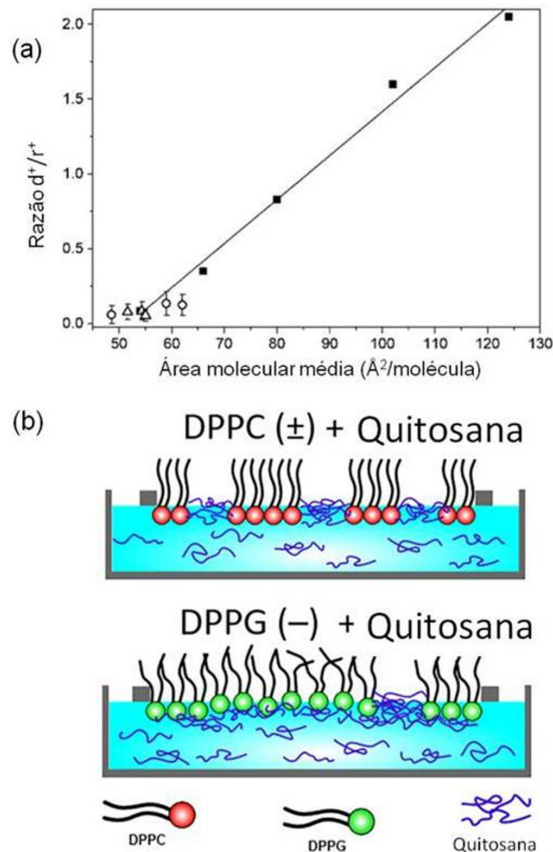 (a)
Razão d⁺/r⁺
2.0
1.5
1.0
0.5
0.0
50 60 70 80 90 100 110 120 130
Área molecular média (Å²/molécula)
(b)
DPPC (±) + Quitosana
DPPG (−) + Quitosana
DPPC DPPG Quitosana